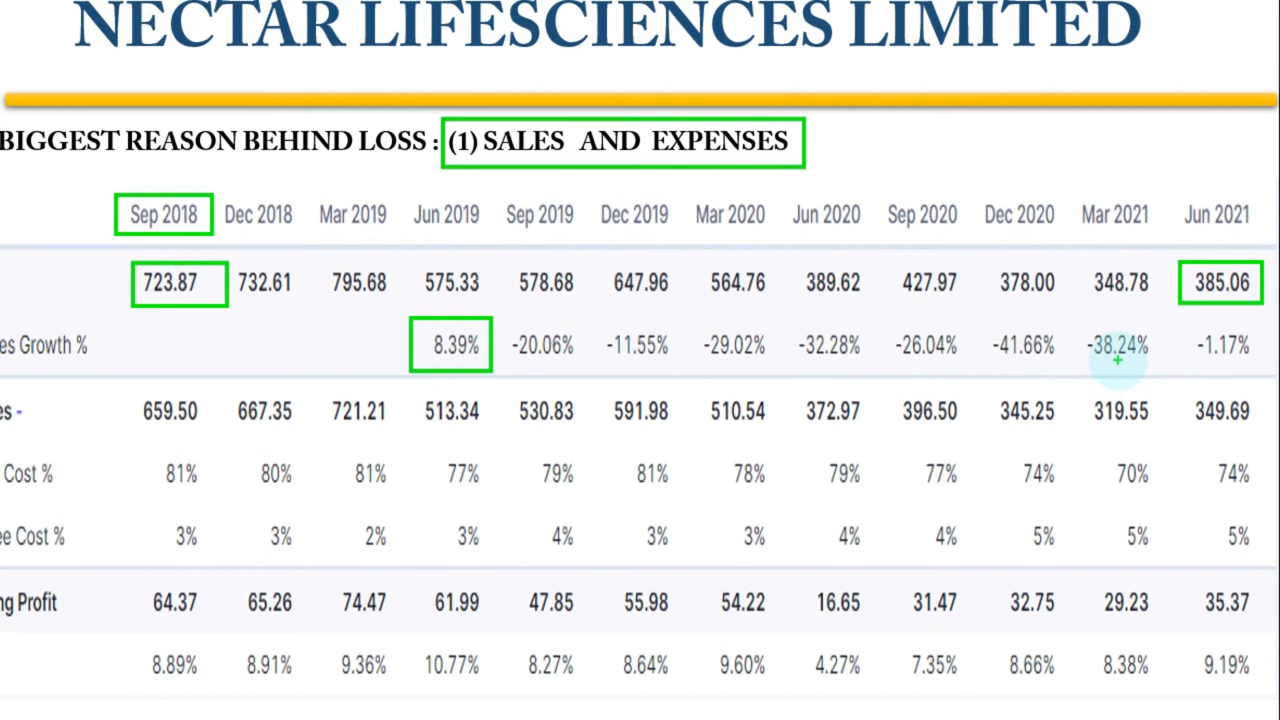 NECTAR LIFESCIENCES LIMITED
BIGGEST REASON BEHIND LOSS : (1) SALES AND EXPENSES
Sep 2018 Dec 2018 Mar 2019 Jun 2019 Sep 2019 Dec 2019 Mar 2020 Jun 2020 Sep 2020 Dec 2020 Mar 2021 Jun 2021
723.87 732.61 795.68 575.33 578.68 647.96 564.76 389.62 427.97 378.00 348.78 385.06
es Growth % 8.39% -20.06% -11.55% -29.02% -32.28% -26.04% -41.66% -38.24% -1.17%
es - 659.50 667.35 721.21 513.34 530.83 591.98 510.54 372.97 396.50 345.25 319.55 349.69
Cost % 81% 80% 81% 77% 79% 81% 78% 79% 77% 74% 70% 74%
ee Cost % 3% 3% 2% 3% 4% 3% 3% 4% 4% 5% 5% 5%
ng Profit 64.37 65.26 74.47 61.99 47.85 55.98 54.22 16.65 31.47 32.75 29.23 35.37
8.89% 8.91% 9.36% 10.77% 8.27% 8.64% 9.60% 4.27% 7.35% 8.66% 8.38% 9.19%